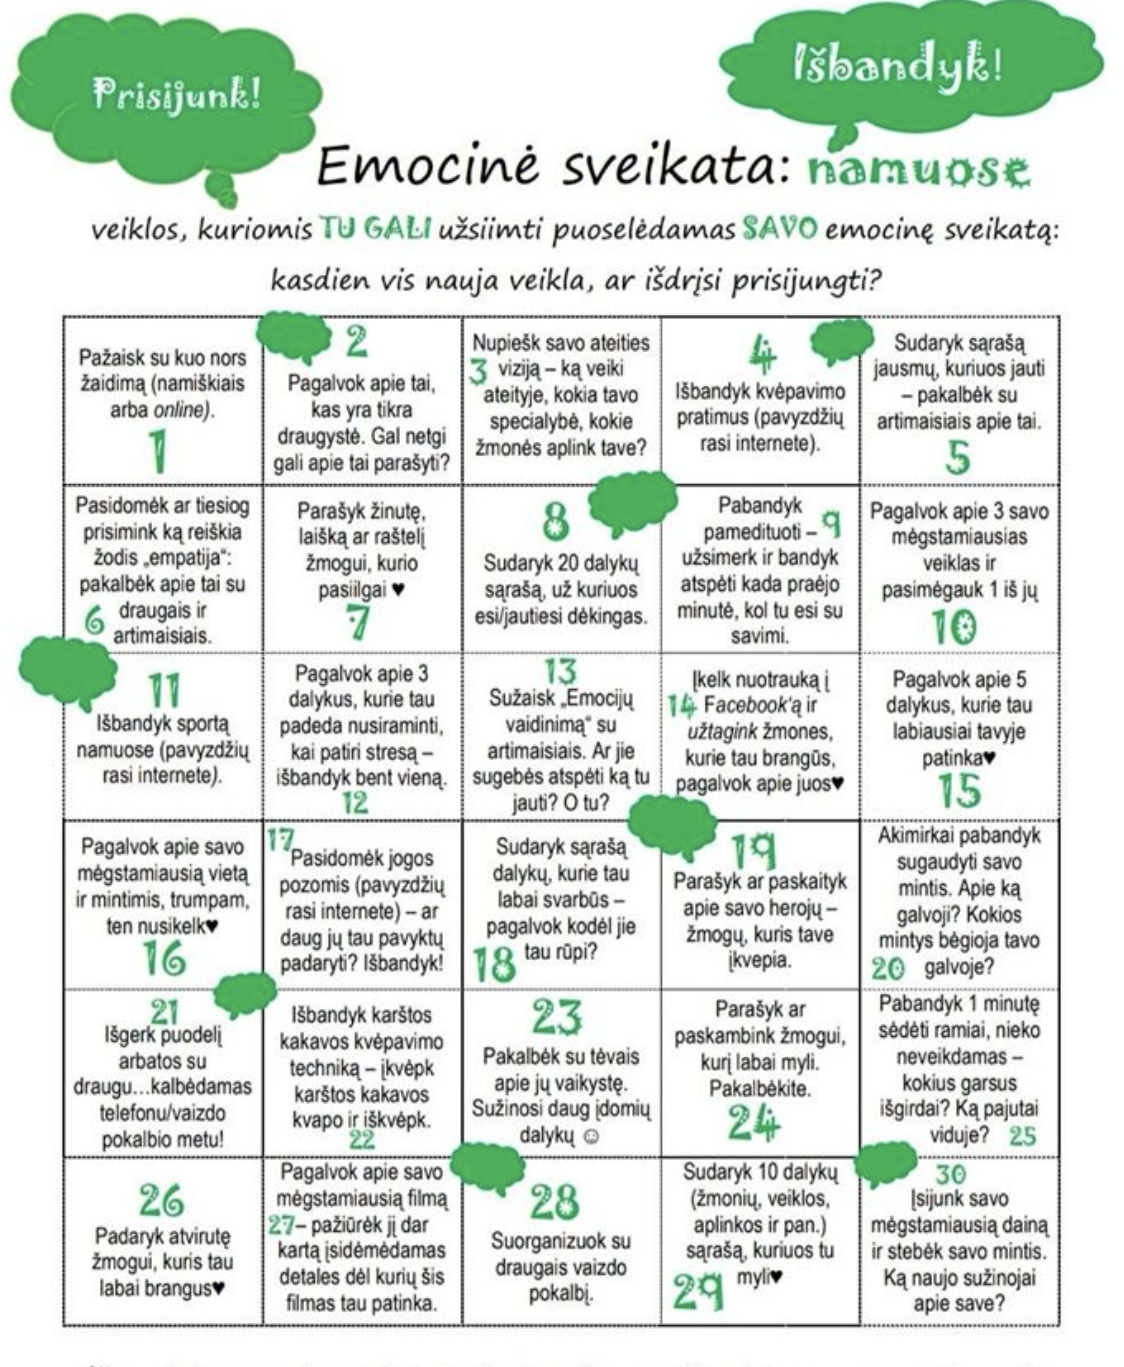 Prisijunk!
Išbandyk!
Emocinė sveikata: namuose
veiklos, kuriomis TU GALI užsiimti puoselėdamas SAVO emocinę sveikatą:
kasdien vis nauja veikla, ar išdrįsi prisijungti?
Pažaisk su kuo nors
žaidimą (namiškiais
arba online).
1
2
Pagalvok apie tai,
kas yra tikra
draugystė. Gal netgi
gali apie tai parašyti?
Nupiešk savo ateities
3 viziją – ką veiki
ateityje, kokia tavo
specialybė, kokie
žmonės aplink tave?
4
Išbandyk kvėpavimo
pratimus (pavyzdžių
rasi internete).
Sudaryk sąrašą
jausmų, kuriuos jauti
– pakalbėk su
artimaisiais apie tai.
5
Pasidomėk ar tiesiog
prisimink ką reiškia
žodis „empatija“:
pakalbėk apie tai su
6 draugais ir
artimaisiais.
Parašyk žinutę,
laišką ar raštelį
žmogui, kurio
pasiilgai ♥
7
8
Sudaryk 20 dalykų
sąrašą, už kuriuos
esi/jautiesi dėkingas.
Pabandyk
pamedituoti – 9
užsimerk ir bandyk
atspėti kada praėjo
minutė, kol tu esi su
savimi.
Pagalvok apie 3 savo
mėgstamiausias
veiklas ir
pasimėgauk 1 iš jų
10
11
Išbandyk sportą
namuose (pavyzdžių
rasi internete).
Pagalvok apie 3
dalykus, kurie tau
padeda nusiraminti,
kai patiri stresą –
išbandyk bent vieną.
12
13
Sužaisk „Emocijų
vaidinimą“ su
artimaisiais. Ar jie
sugebės atspėti ką tu
jauti? O tu?
Įkelk nuotrauką į
14 Facebook'ą ir
užtagink žmones,
kurie tau brangūs,
pagalvok apie juos♥
Pagalvok apie 5
dalykus, kurie tau
labiausiai tavyje
patinka♥
15
Pagalvok apie savo
mėgstamiausią vietą
ir mintimis, trumpam,
ten nusikelk♥
16
17
Pasidomėk jogos
pozomis (pavyzdžių
rasi internete) – ar
daug jų tau pavyktų
padaryti? Išbandyk!
Sudaryk sąrašą
dalykų, kurie tau
labai svarbūs –
pagalvok kodėl jie
18 tau rūpi?
19
Parašyk ar paskaityk
apie savo herojų –
žmogų, kuris tave
įkvepia.
Akimirkai pabandyk
sugaudyti savo
mintis. Apie ką
galvoji? Kokios
mintys bėgioja tavo
20 galvoje?
21
Išgerk puodelį
arbatos su
draugu...kalbėdamas
telefonu/vaizdo
pokalbio metu!
Išbandyk karštos
kakavos kvėpavimo
techniką – įkvėpk
karštos kakavos
kvapo ir iškvėpk.
22
23
Pakalbėk su tėvais
apie jų vaikystę.
Sužinosi daug įdomių
dalykų ☺
Parašyk ar
paskambink žmogui,
kurį labai myli.
Pakalbėkite.
24
Pabandyk 1 minutę
sėdėti ramiai, nieko
neveikdamas –
kokius garsus
išgirdai? Ką pajutai
viduje? 25
26
Padaryk atvirutę
žmogui, kuris tau
labai brangus♥
Pagalvok apie savo
mėgstamiausią filmą
27 – pažiūrėk jį dar
kartą įsidėmėdamas
detales dėl kurių šis
filmas tau patinka.
28
Suorganizuok su
draugais vaizdo
pokalbį.
Sudaryk 10 dalykų
(žmonių, veiklos,
aplinkos ir pan.)
sąrašą, kuriuos tu
29 myli♥
30
Įsijunk savo
mėgstamiausią dainą
ir stebėk savo mintis.
Ką naujo sužinojai
apie save?